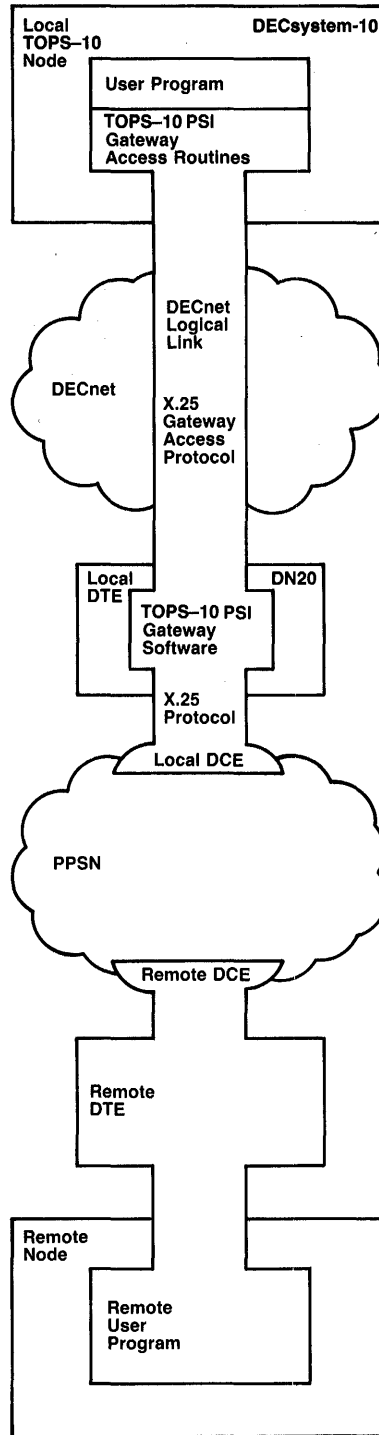 Local
TOPS–10
Node
DECsystem-10
User Program
TOPS–10 PSI
Gateway
Access Routines
DECnet
Logical
Link
DECnet
X.25
Gateway
Access
Protocol
Local
DTE
DN20
TOPS–10 PSI
Gateway
Software
X.25
Protocol
Local DCE
PPSN
Remote DCE
Remote
DTE
Remote
Node
Remote
User
Program